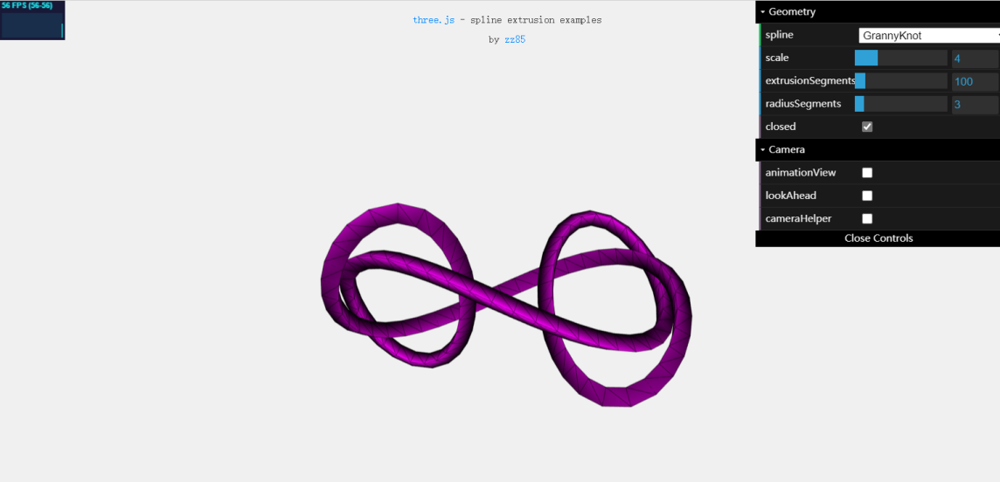 56 FPS (56-56)
three.js - spline extrusion examples
by zz85
Geometry
spline GrannyKnot
scale 4
extrusionSegments 100
radiusSegments 3
closed
Camera
animationView
lookAhead
cameraHelper
Close Controls